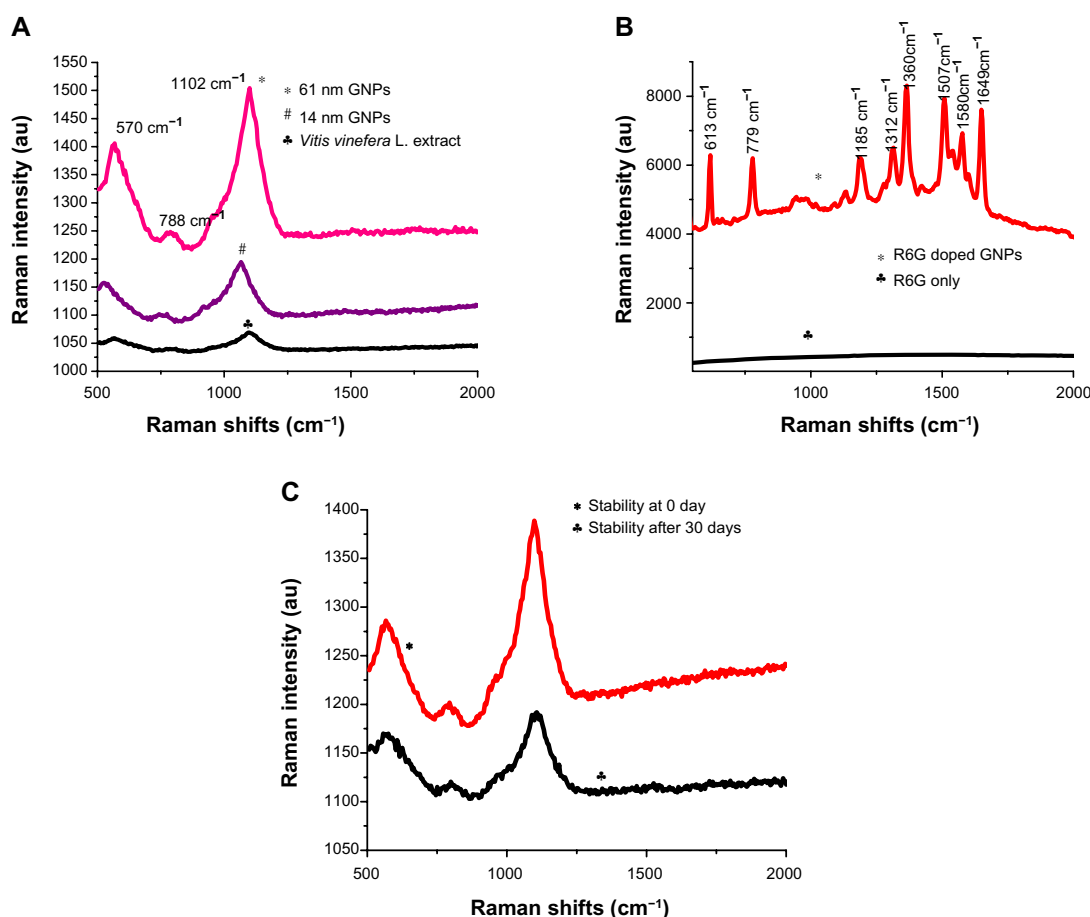 A
1550
1500
1450
1400
1350
1300
1250
1200
1150
1100
1050
1000
Raman intensity (au)
570 cm⁻¹
788 cm⁻¹
1102 cm⁻¹
*
#
♣
* 61 nm GNPs
# 14 nm GNPs
♣ Vitis vinefera L. extract
500 1000 1500 2000
Raman shifts (cm⁻¹)
B
8000
6000
4000
2000
Raman intensity (au)
613 cm⁻¹
779 cm⁻¹
1185 cm⁻¹
1312 cm⁻¹
1360cm⁻¹
1507cm⁻¹
1580cm⁻¹
1649cm⁻¹
*
♣
* R6G doped GNPs
♣ R6G only
1000 1500 2000
Raman shifts (cm⁻¹)
C
1400
1350
1300
1250
1200
1150
1100
1050
Raman intensity (au)
*
♣
* Stability at 0 day
♣ Stability after 30 days
500 1000 1500 2000
Raman shifts (cm⁻¹)